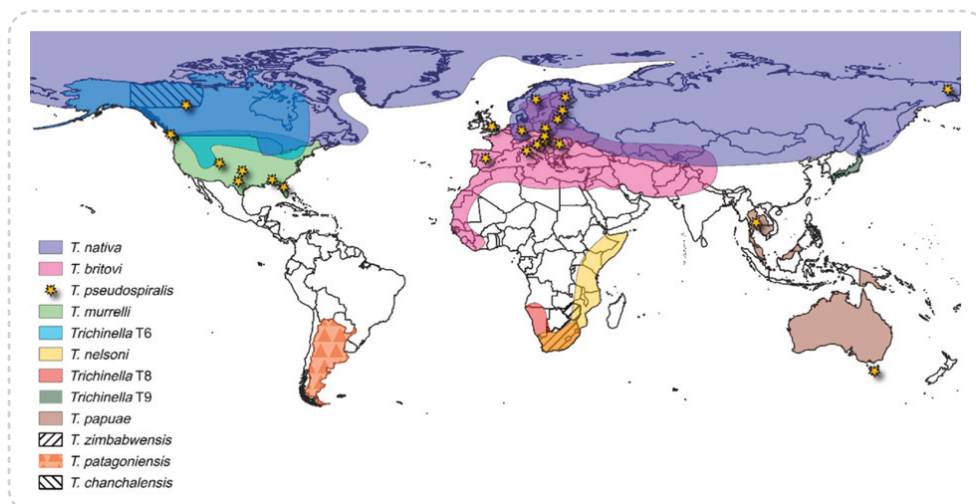 T. nativa
T. britovi
T. pseudospiralis
T. murrelli
Trichinella T6
T. nelsoni
Trichinella T8
Trichinella T9
T. papuae
T. zimbabwensis
T. patagoniensis
T. chanchalensis